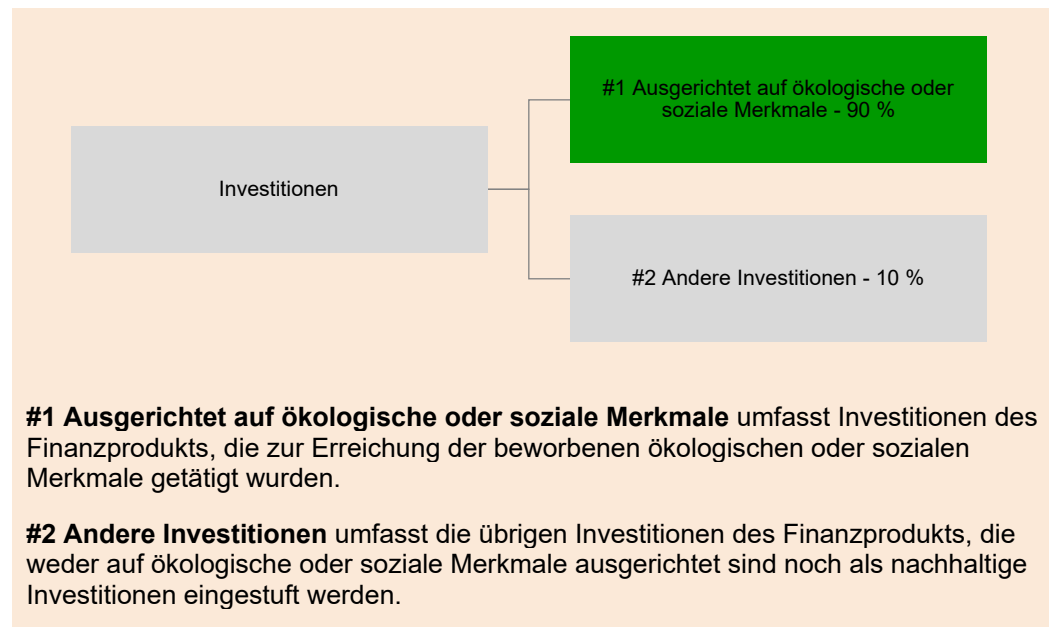 #1 Ausgerichtet auf ökologische oder
soziale Merkmale - 90 %
Investitionen
#2 Andere Investitionen - 10 %
#1 Ausgerichtet auf ökologische oder soziale Merkmale umfasst Investitionen des
Finanzprodukts, die zur Erreichung der beworbenen ökologischen oder sozialen
Merkmale getätigt wurden.
#2 Andere Investitionen umfasst die übrigen Investitionen des Finanzprodukts, die
weder auf ökologische oder soziale Merkmale ausgerichtet sind noch als nachhaltige
Investitionen eingestuft werden.